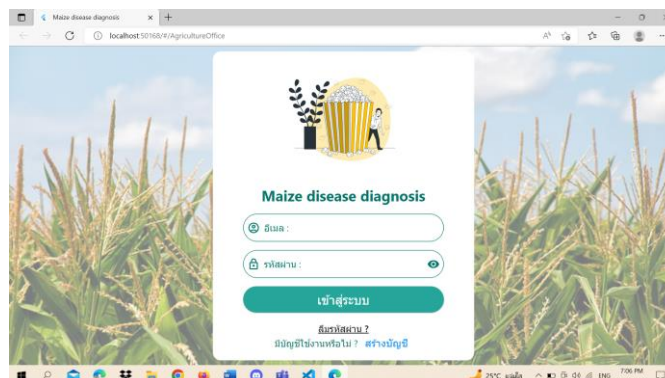 Maize disease diagnosis
localhost:50168/#/AgricultureOffice
Maize disease diagnosis
อีเมล :
รหัสผ่าน :
เข้าสู่ระบบ
ลืมรหัสผ่าน ?
มีบัญชีใช้งานหรือไม่ ? สร้างบัญชี
25°C ENG 7:06 PM